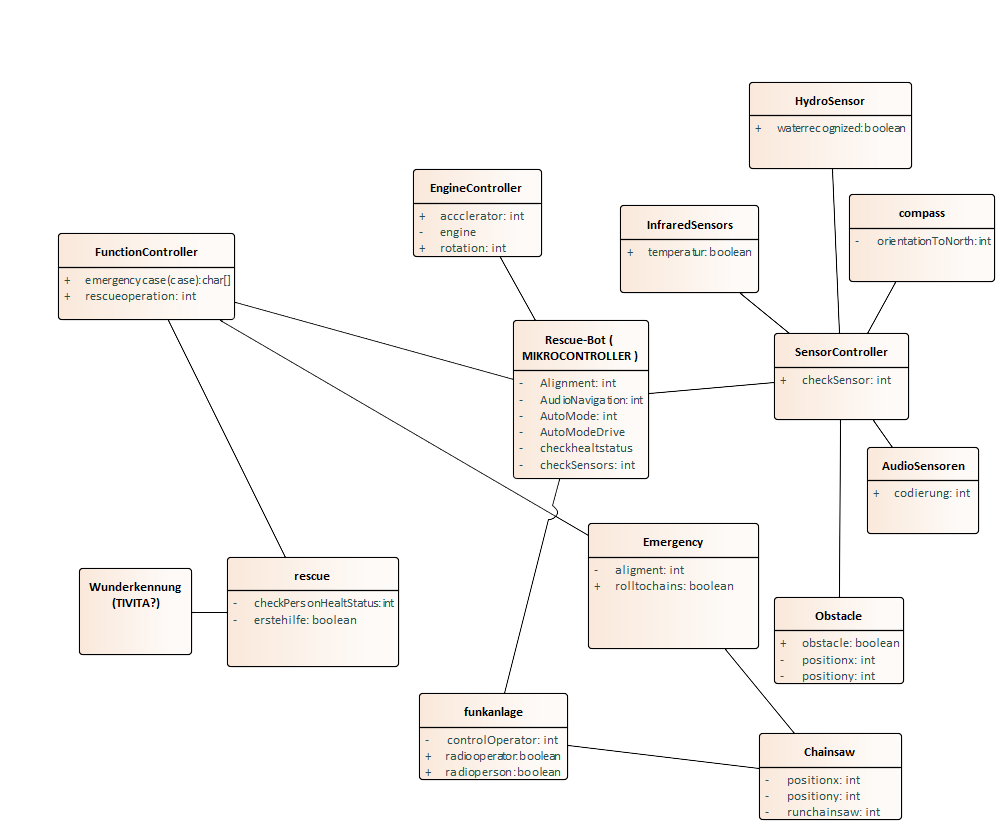 HydroSensor
+ waterrecognized: boolean
EngineController
+ accclerator: int
- engine
+ rotation: int
InfraredSensors
+ temperatur: boolean
compass
- orientationToNorth: int
FunctionController
+ emergencycase(case): char[]
+ rescueoperation: int
Rescue-Bot (
MIKROCONTROLLER )
- Alignment: int
- AudioNavigation: int
- AutoMode: int
- AutoModeDrive
- checkhealtstatus
- checkSensors: int
SensorController
+ checkSensor: int
AudioSensoren
+ codierung: int
Emergency
- aligment: int
+ rolltochains: boolean
rescue
- checkPersonHealtStatus: int
- erstehilfe: boolean
Wunderkennung
(TIVITA?)
Obstacle
+ obstacle: boolean
- positionx: int
- positiony: int
funkanlage
- controlOperator: int
+ radiooperator: boolean
+ radioperson: boolean
Chainsaw
- positionx: int
- positiony: int
- runchainsaw: int